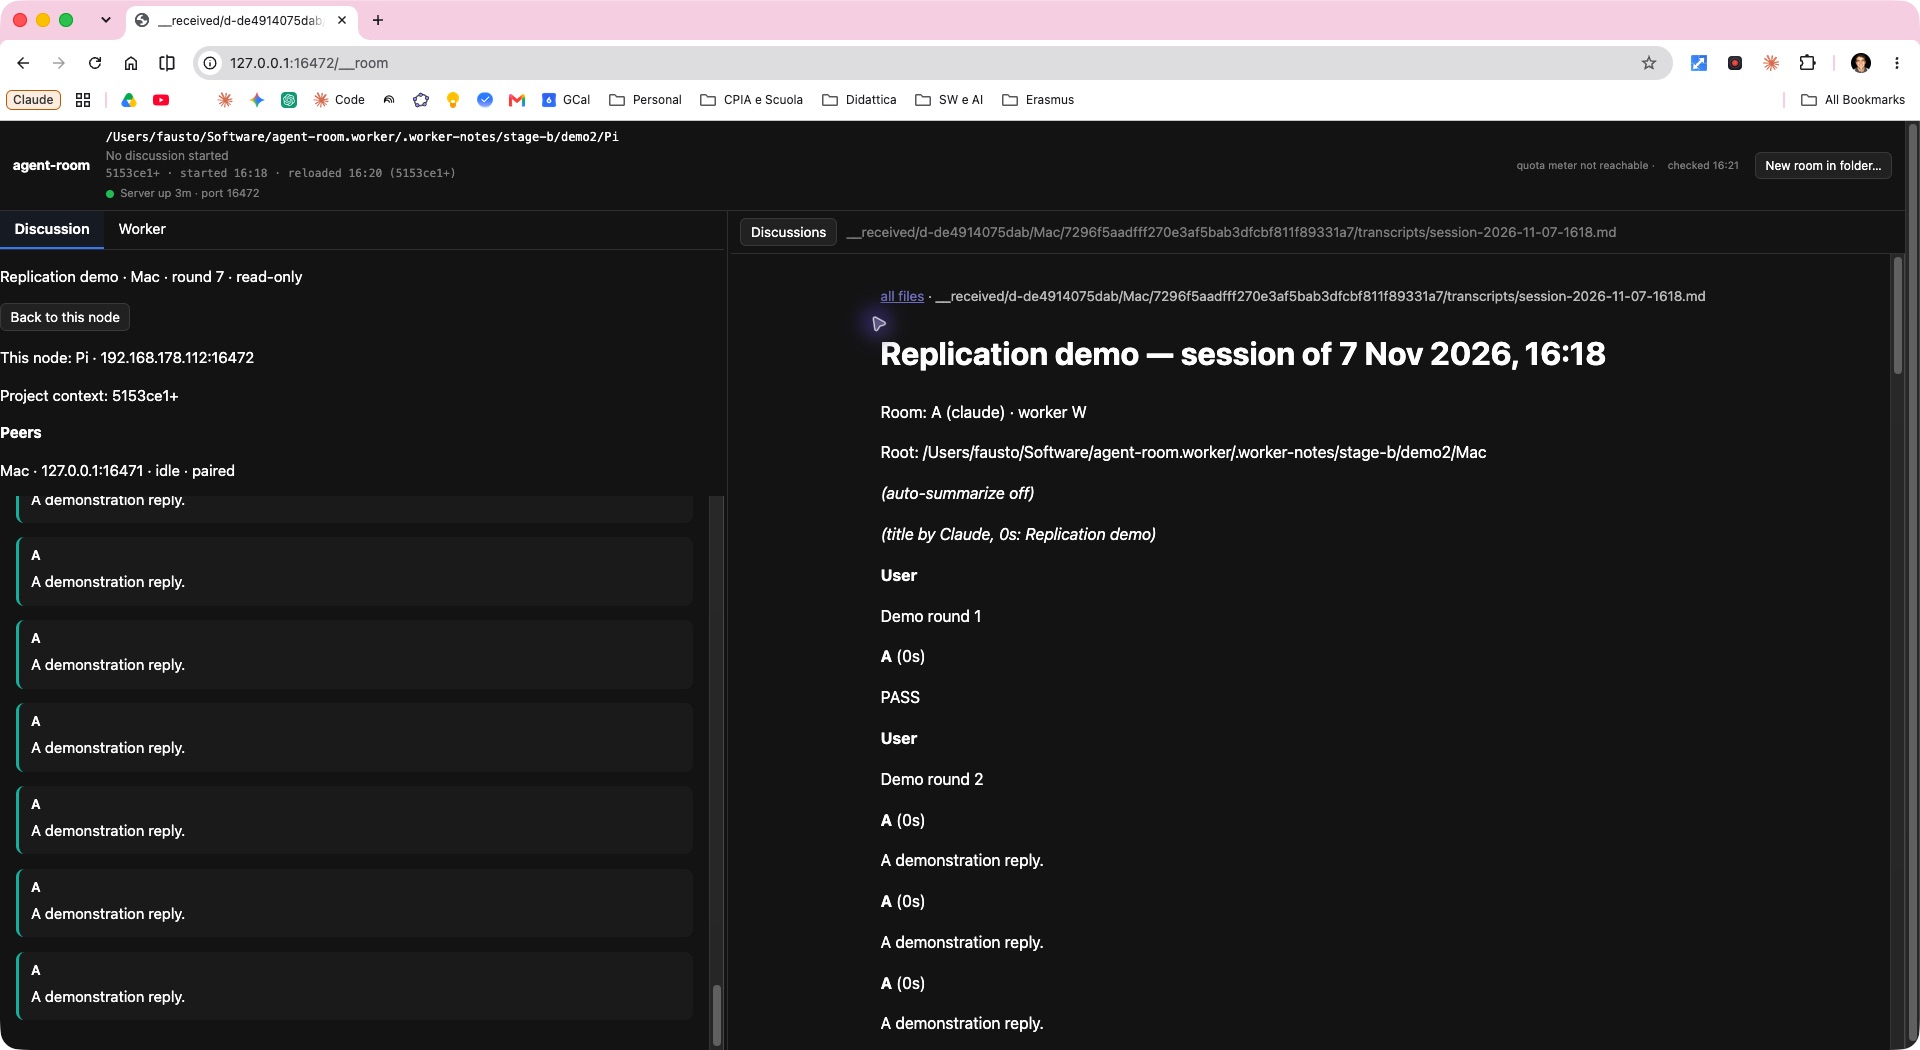 __received/d-de4914075dab
127.0.0.1:16472/__room
Claude
Code
GCal
Personal
CPIA e Scuola
Didattica
SW e AI
Erasmus
All Bookmarks
agent-room
/Users/fausto/Software/agent-room.worker/.worker-notes/stage-b/demo2/Pi
No discussion started
5153ce1+ · started 16:18 · reloaded 16:20 (5153ce1+)
Server up 3m · port 16472
quota meter not reachable ·
checked 16:21
New room in folder...
Discussion
Worker
Replication demo · Mac · round 7 · read-only
Back to this node
This node: Pi · 192.168.178.112:16472
Project context: 5153ce1+
Peers
Mac · 127.0.0.1:16471 · idle · paired
A demonstration reply.
A
A demonstration reply.
A
A demonstration reply.
A
A demonstration reply.
A
A demonstration reply.
A
A demonstration reply.
A
A demonstration reply.
Discussions
__received/d-de4914075dab/Mac/7296f5aadfff270e3af5bab3dfcbf811f89331a7/transcripts/session-2026-11-07-1618.md
all files · __received/d-de4914075dab/Mac/7296f5aadfff270e3af5bab3dfcbf811f89331a7/transcripts/session-2026-11-07-1618.md
Replication demo — session of 7 Nov 2026, 16:18
Room: A (claude) · worker W
Root: /Users/fausto/Software/agent-room.worker/.worker-notes/stage-b/demo2/Mac
(auto-summarize off)
(title by Claude, 0s: Replication demo)
User
Demo round 1
A (0s)
PASS
User
Demo round 2
A (0s)
A demonstration reply.
A (0s)
A demonstration reply.
A (0s)
A demonstration reply.